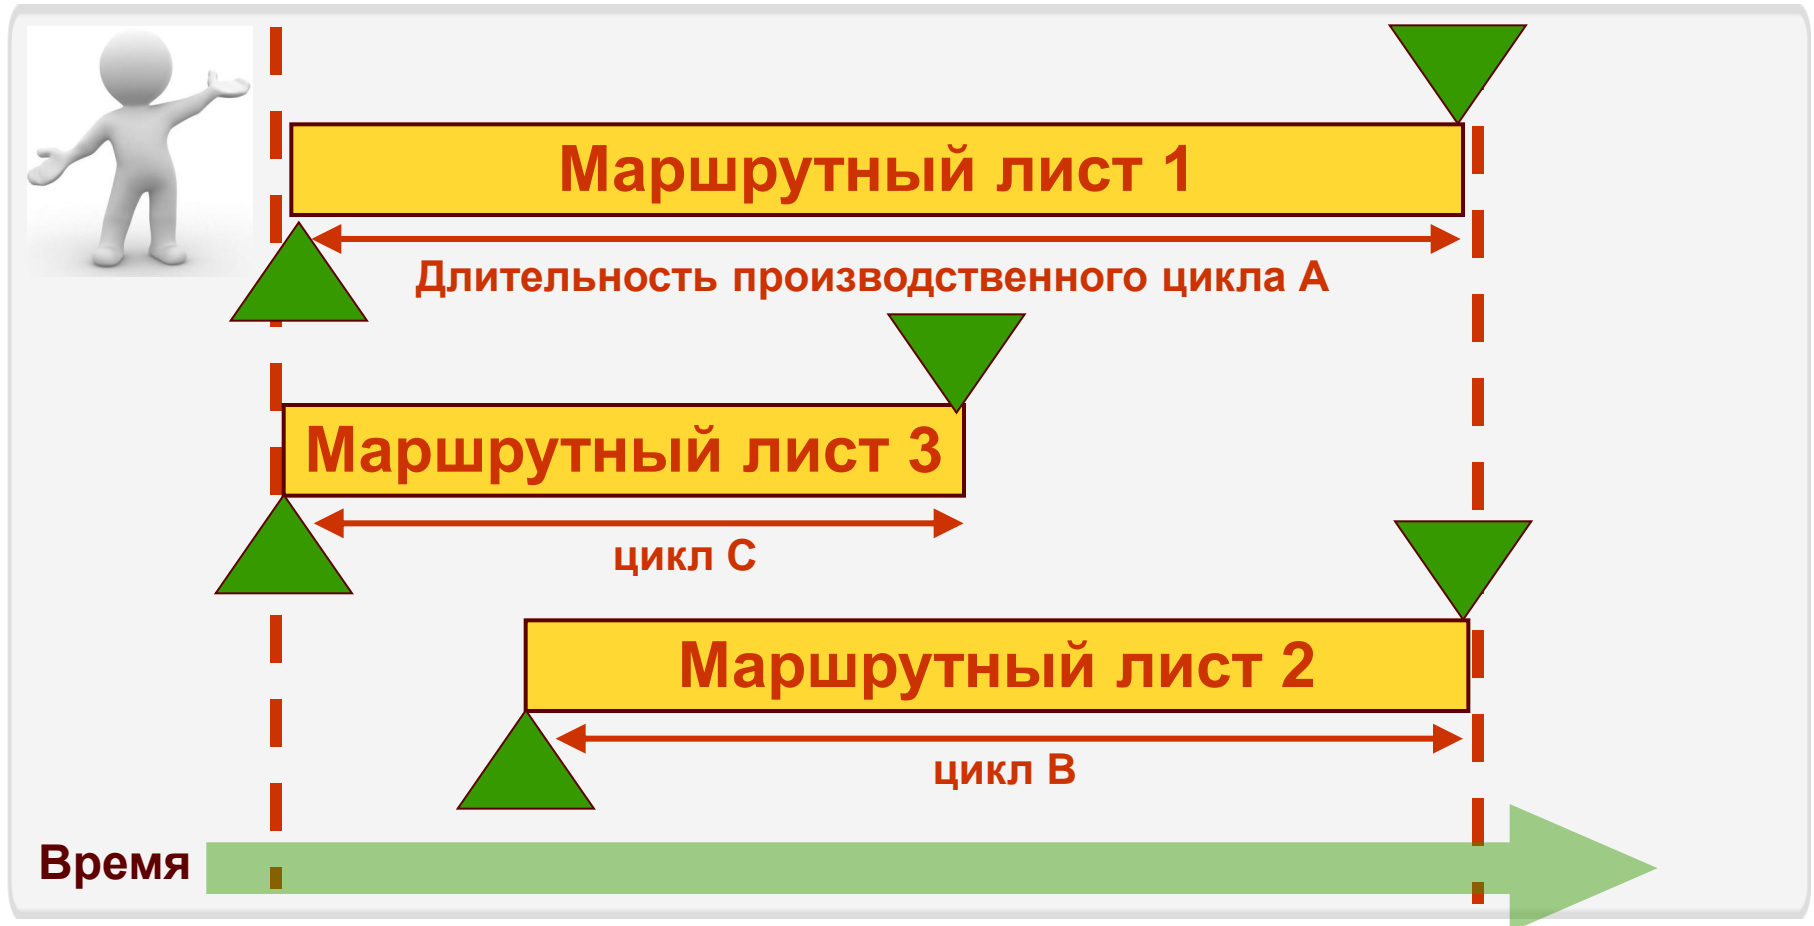 Маршрутный лист 1
Длительность производственного цикла А
Маршрутный лист 3
цикл С
Маршрутный лист 2
цикл В
Время